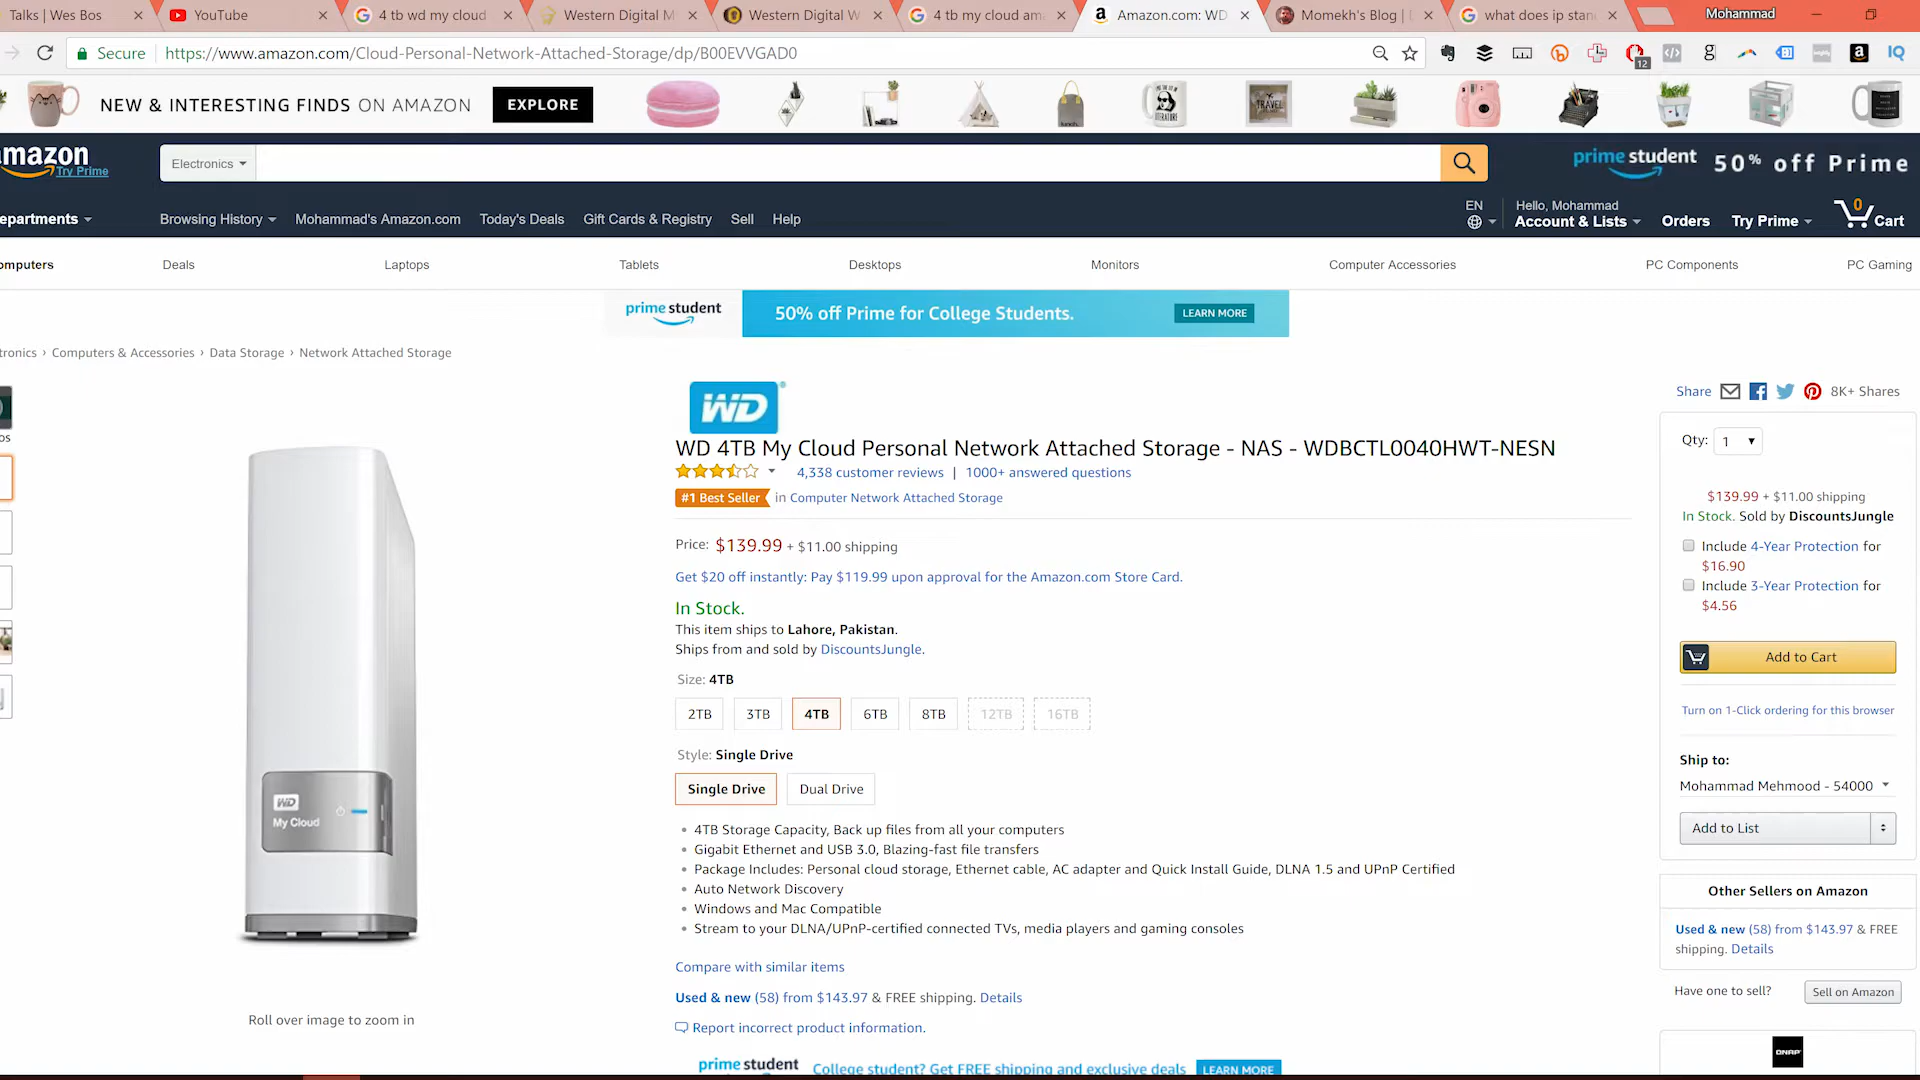 Talks | Wes Bos
YouTube
4 tb wd my cloud
Western Digital M
Western Digital W
4 tb my cloud ama
Amazon.com: WD
Momekh's Blog |
what does ip stan
Mohammad
Secure
https://www.amazon.com/Cloud-Personal-Network-Attached-Storage/dp/B00EVVGAD0
12
NEW & INTERESTING FINDS ON AMAZON
EXPLORE
TRAVEL
amazon
Try Prime
Electronics
prime student
50% off Prime
epartments
Browsing History
Mohammad's Amazon.com
Today's Deals
Gift Cards & Registry
Sell
Help
EN
Hello, Mohammad
Account & Lists
Orders
Try Prime
0
Cart
omputers
Deals
Laptops
Tablets
Desktops
Monitors
Computer Accessories
PC Components
PC Gaming
prime student
50% off Prime for College Students.
LEARN MORE
tronics › Computers & Accessories › Data Storage › Network Attached Storage
WD
WD 4TB My Cloud Personal Network Attached Storage - NAS - WDBCTL0040HWT-NESN
4,338 customer reviews | 1000+ answered questions
#1 Best Seller in Computer Network Attached Storage
Price: $139.99 + $11.00 shipping
Get $20 off instantly: Pay $119.99 upon approval for the Amazon.com Store Card.
In Stock.
This item ships to Lahore, Pakistan.
Ships from and sold by DiscountsJungle.
Size: 4TB
2TB
3TB
4TB
6TB
8TB
12TB
16TB
Style: Single Drive
Single Drive
Dual Drive
4TB Storage Capacity, Back up files from all your computers
Gigabit Ethernet and USB 3.0, Blazing-fast file transfers
Package Includes: Personal cloud storage, Ethernet cable, AC adapter and Quick Install Guide, DLNA 1.5 and UPnP Certified
Auto Network Discovery
Windows and Mac Compatible
Stream to your DLNA/UPnP-certified connected TVs, media players and gaming consoles
Compare with similar items
Used & new (58) from $143.97 & FREE shipping. Details
Report incorrect product information.
prime student
College student? Get FREE shipping and exclusive deals
LEARN MORE
os
WD
My Cloud
Roll over image to zoom in
Share
8K+ Shares
Qty: 1
$139.99 + $11.00 shipping
In Stock. Sold by DiscountsJungle
Include 4-Year Protection for
$16.90
Include 3-Year Protection for
$4.56
Add to Cart
Turn on 1-Click ordering for this browser
Ship to:
Mohammad Mehmood - 54000
Add to List
Other Sellers on Amazon
Used & new (58) from $143.97 & FREE
shipping. Details
Have one to sell?
Sell on Amazon
QNAP